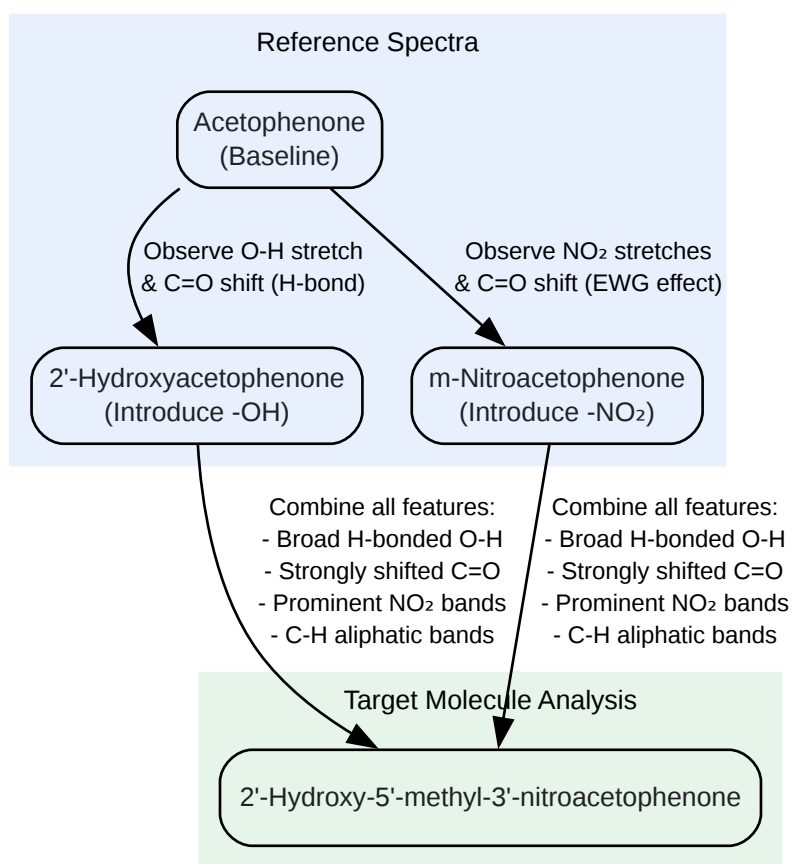 Reference Spectra
Acetophenone
(Baseline)
Observe O-H stretch
& C=O shift (H-bond)
Observe NO₂ stretches
& C=O shift (EWG effect)
2'-Hydroxyacetophenone
(Introduce -OH)
m-Nitroacetophenone
(Introduce -NO₂)
Combine all features:
- Broad H-bonded O-H
- Strongly shifted C=O
- Prominent NO₂ bands
- C-H aliphatic bands
Combine all features:
- Broad H-bonded O-H
- Strongly shifted C=O
- Prominent NO₂ bands
- C-H aliphatic bands
Target Molecule Analysis
2'-Hydroxy-5'-methyl-3'-nitroacetophenone